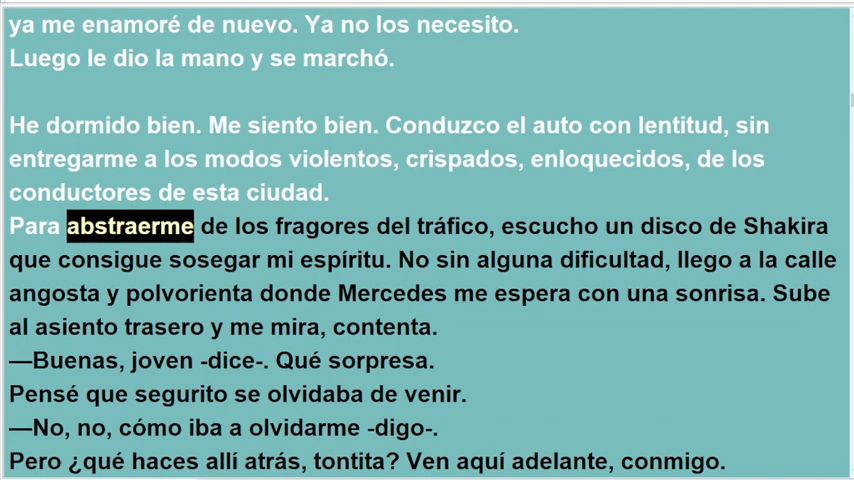 ya me enamoré de nuevo. Ya no los necesito.
Luego le dio la mano y se marchó.
He dormido bien. Me siento bien. Conduzco el auto con lentitud, sin
entregarme a los modos violentos, crispados, enloquecidos, de los
conductores de esta ciudad.
Para abstraerme de los fragores del tráfico, escucho un disco de Shakira
que consigue sosegar mi espíritu. No sin alguna dificultad, llego a la calle
angosta y polvorienta donde Mercedes me espera con una sonrisa. Sube
al asiento trasero y me mira, contenta.
—Buenas, joven -dice-. Qué sorpresa.
Pensé que segurito se olvidaba de venir.
—No, no, cómo iba a olvidarme -digo-.
Pero ¿qué haces allí atrás, tontita? Ven aquí adelante, conmigo.